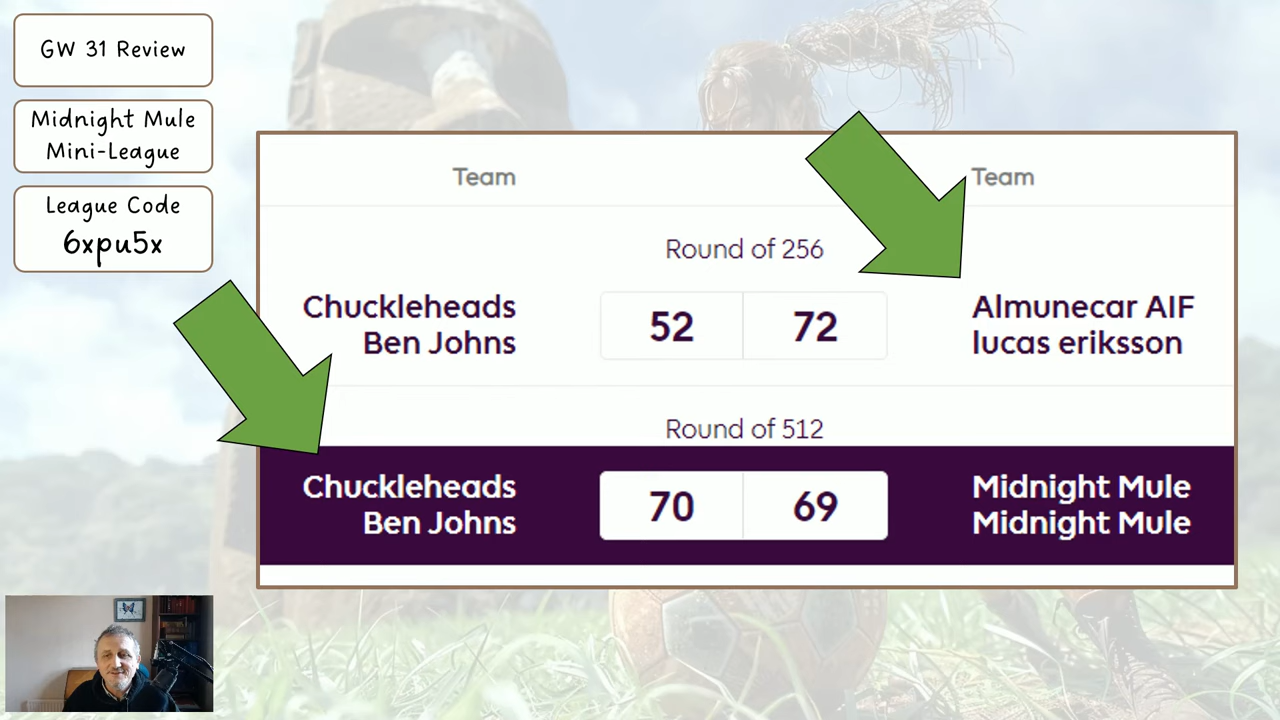 GW 31 Review
Midnight Mule
Mini-League
League Code
6xpu5x
Team
Team
Round of 256
Chuckleheads
Ben Johns
52
72
Almunecar AIF
lucas eriksson
Round of 512
Chuckleheads
Ben Johns
70
69
Midnight Mule
Midnight Mule